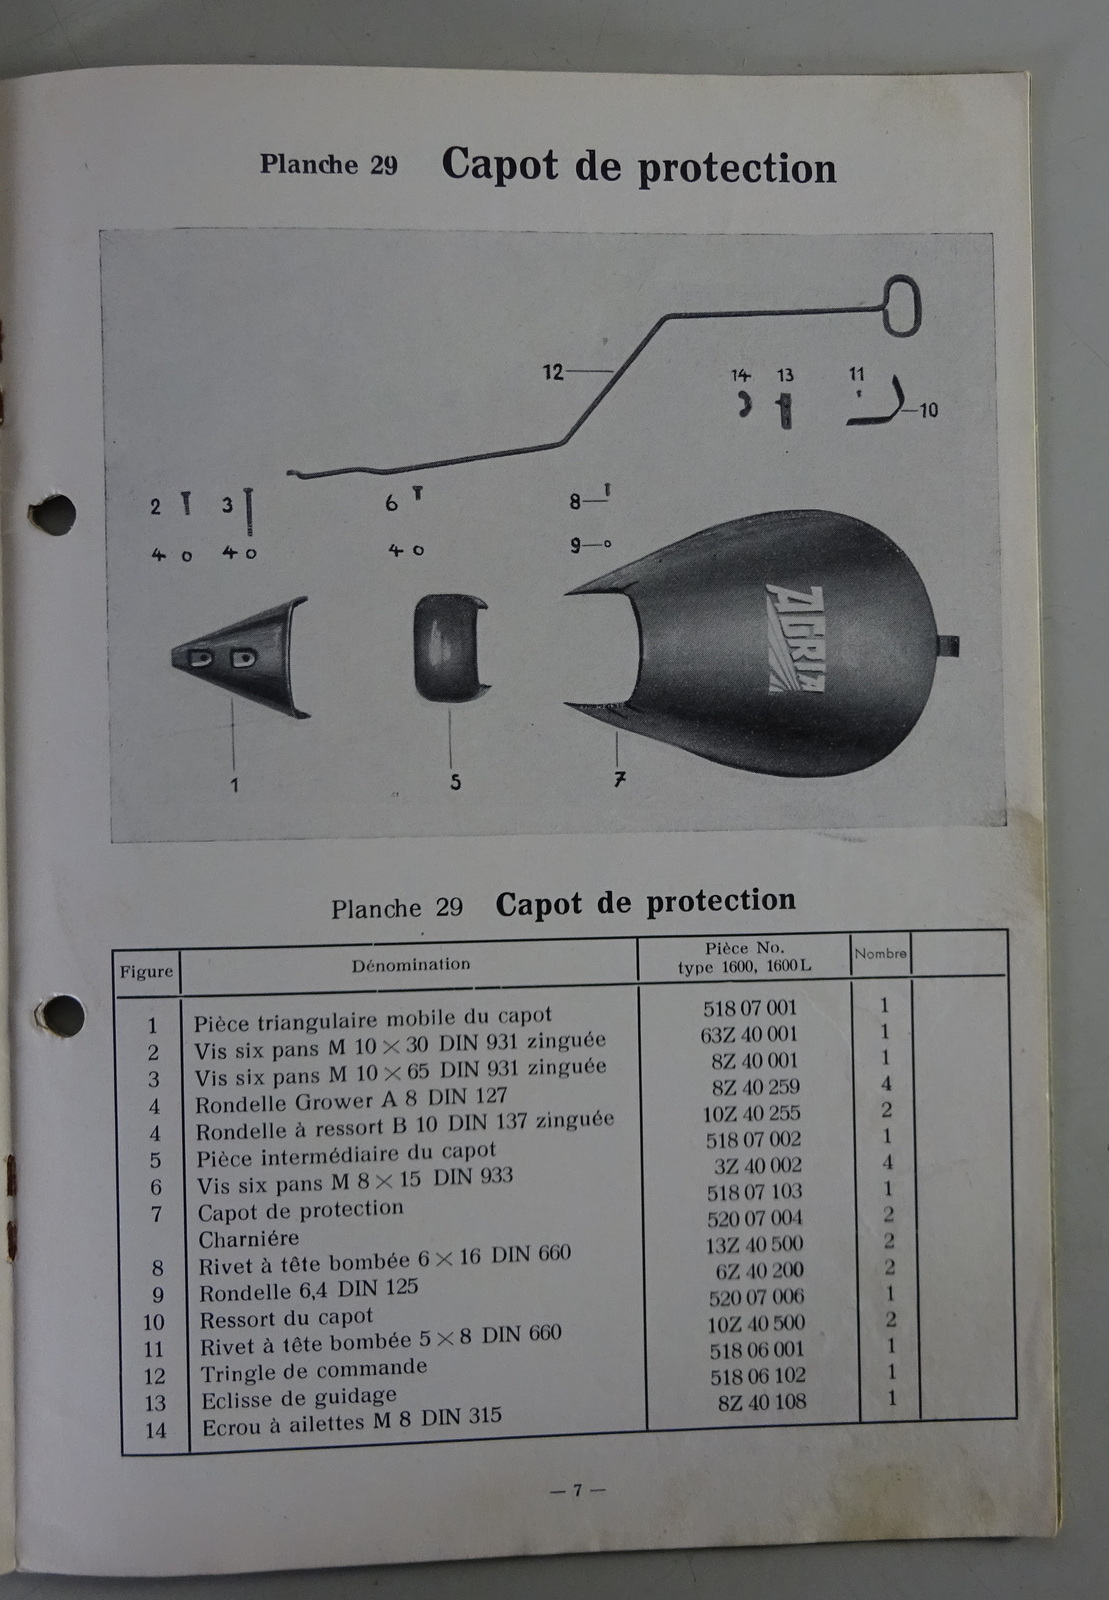 Planche 29 Capot de protection
12
14 13 11
10
2 3 6 8
4 4 4 9
AGRIA
1 5 7
Planche 29 Capot de protection
Figure Dénomination Pièce No. type 1600, 1600 L Nombre
1 Pièce triangulaire mobile du capot 518 07 001 1
2 Vis six pans M 10 × 30 DIN 931 zinguée 63Z 40 001 1
3 Vis six pans M 10 × 65 DIN 931 zinguée 8Z 40 001 1
4 Rondelle Grower A 8 DIN 127 8Z 40 259 4
4 Rondelle à ressort B 10 DIN 137 zinguée 10Z 40 255 2
5 Pièce intermédiaire du capot 518 07 002 1
6 Vis six pans M 8 × 15 DIN 933 3Z 40 002 4
7 Capot de protection 518 07 103 1
Charniére 520 07 004 2
8 Rivet à tête bombée 6 × 16 DIN 660 13Z 40 500 2
9 Rondelle 6,4 DIN 125 6Z 40 200 2
10 Ressort du capot 520 07 006 1
11 Rivet à tête bombée 5 × 8 DIN 660 10Z 40 500 2
12 Tringle de commande 518 06 001 1
13 Eclisse de guidage 518 06 102 1
14 Ecrou à ailettes M 8 DIN 315 8Z 40 108 1
— 7 —